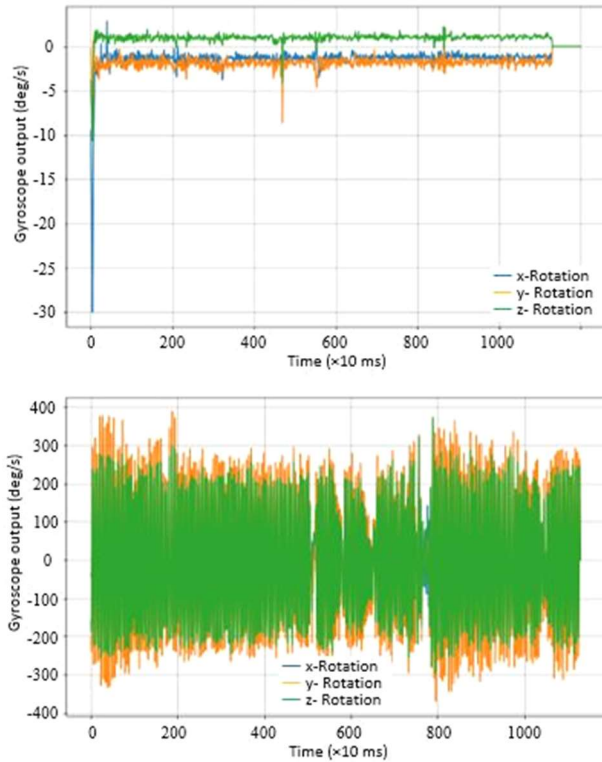 0
-5
-10
-15
-20
-25
-30
Gyroscope output (deg/s)
x-Rotation
y- Rotation
z- Rotation
0 200 400 600 800 1000
Time (×10 ms)
400
300
200
100
0
-100
-200
-300
-400
Gyroscope output (deg/s)
x-Rotation
y- Rotation
z- Rotation
0 200 400 600 800 1000
Time (×10 ms)